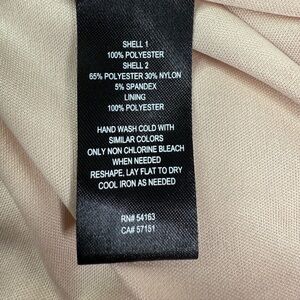 SHELL 1
100% POLYESTER
SHELL 2
65% POLYESTER 30% NYLON
5% SPANDEX
LINING
100% POLYESTER
HAND WASH COLD WITH
SIMILAR COLORS
ONLY NON CHLORINE BLEACH
WHEN NEEDED
RESHAPE, LAY FLAT TO DRY
COOL IRON AS NEEDED
RN# 54163
CA# 57151